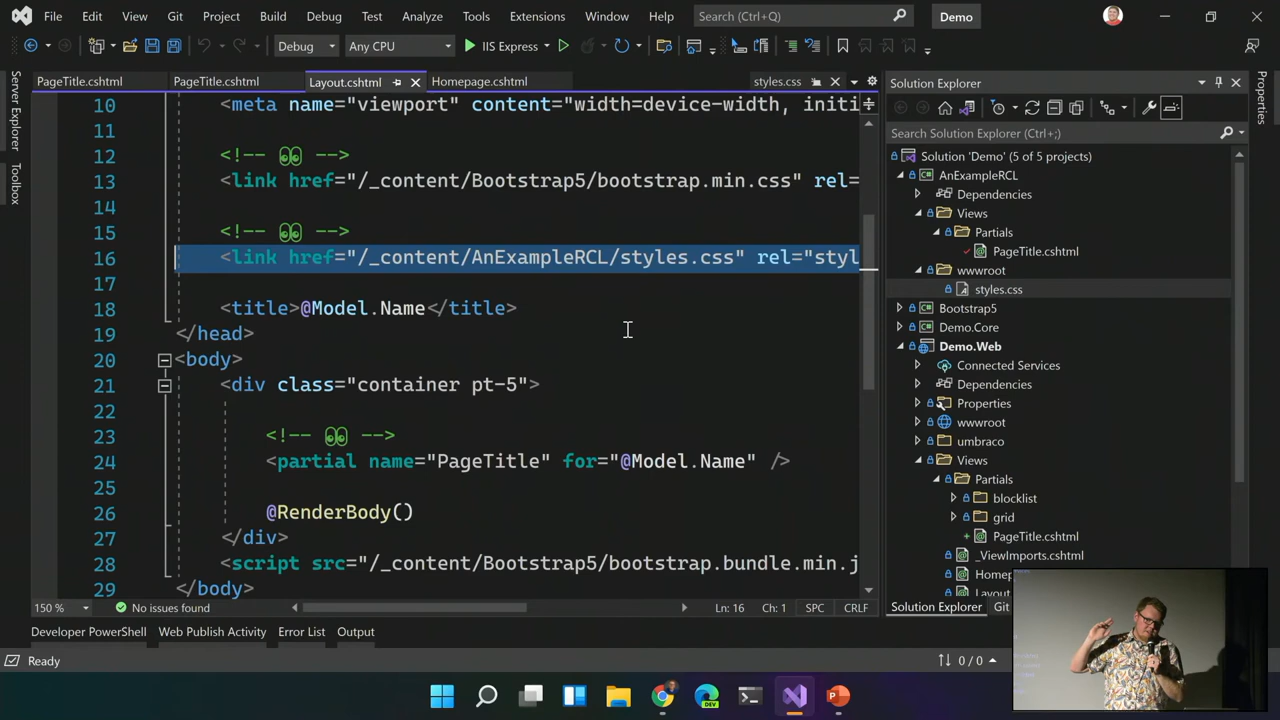 File Edit View Git Project Build Debug Test Analyze Tools Extensions Window Help Search (Ctrl+Q) Demo
Debug Any CPU IIS Express
PageTitle.cshtml PageTitle.cshtml Layout.cshtml Homepage.cshtml styles.css
Server Explorer
Toolbox
10 <meta name="viewport" content="width=device-width, initi
11
12 <!-- 👀 -->
13 <link href="/_content/Bootstrap5/bootstrap.min.css" rel=
14
15 <!-- 👀 -->
16 <link href="/_content/AnExampleRCL/styles.css" rel="styl
17
18 <title>@Model.Name</title>
19 </head>
20 <body>
21 <div class="container pt-5">
22
23 <!-- 👀 -->
24 <partial name="PageTitle" for="@Model.Name" />
25
26 @RenderBody()
27 </div>
28 <script src="/_content/Bootstrap5/bootstrap.bundle.min.j
29 </body>
150 % No issues found Ln: 16 Ch: 1 SPC CRLF
Developer PowerShell Web Publish Activity Error List Output
Ready 0 / 0
Solution Explorer
Search Solution Explorer (Ctrl+;)
Solution 'Demo' (5 of 5 projects)
AnExampleRCL
Dependencies
Views
Partials
PageTitle.cshtml
wwwroot
styles.css
Bootstrap5
Demo.Core
Demo.Web
Connected Services
Dependencies
Properties
wwwroot
umbraco
Views
Partials
blocklist
grid
PageTitle.cshtml
_ViewImports.cshtml
Solution Explorer Git
Properties